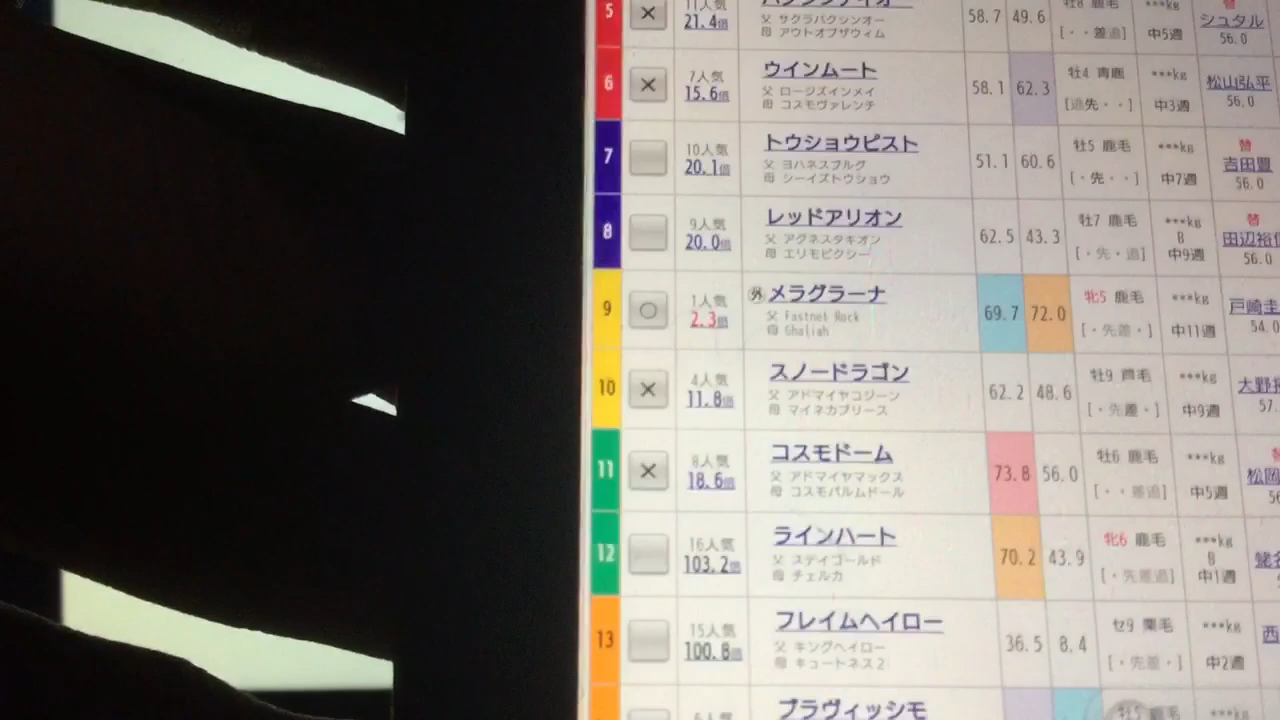 5 × 11人気
21.4倍 父 サクラバクシンオー
母 アウトオブザウィム 58.7 49.6 牡8 鹿毛
[・・差追] ***kg
中5週 替
シュタル
56.0
6 × 7人気
15.6倍 ウインムート
父 ロージズインメイ
母 コスモヴァレンチ 58.1 62.3 牡4 青鹿
[逃先・・] ***kg
中3週 松山弘平
56.0
7 10人気
20.1倍 トウショウピスト
父 ヨハネスブルグ
母 シーイズトウショウ 51.1 60.6 牡5 鹿毛
[・先・・] ***kg
中7週 替
吉田豊
56.0
8 9人気
20.0倍 レッドアリオン
父 アグネスタキオン
母 エリモピクシー 62.5 43.3 牡7 鹿毛
[・先・追] ***kg
B
中9週 替
田辺裕
56.0
9 ○ 1人気
2.3倍 外 メラグラーナ
父 Fastnet Rock
母 Ghaliah 69.7 72.0 牝5 鹿毛
[・先差・] ***kg
中11週 戸崎圭
54.0
10 × 4人気
11.8倍 スノードラゴン
父 アドマイヤコジーン
母 マイネカプリース 62.2 48.6 牡9 芦毛
[・先差・] ***kg
中9週 大野
57.
11 × 8人気
18.6倍 コスモドーム
父 アドマイヤマックス
母 コスモパルムドール 73.8 56.0 牡6 鹿毛
[・・差追] ***kg
中5週 替
松岡
56
12 16人気
103.2倍 ラインハート
父 ステイゴールド
母 チェルカ 70.2 43.9 牝6 鹿毛
[・先差追] ***kg
B
中1週
13 15人気
100.8倍 フレイムヘイロー
父 キングヘイロー
母 キュートネス2 36.5 8.4 セ9 栗毛
[・先差・] ***kg
中2週 西
6人気 ブラヴィッシモ 牡5 鹿毛 ***kg